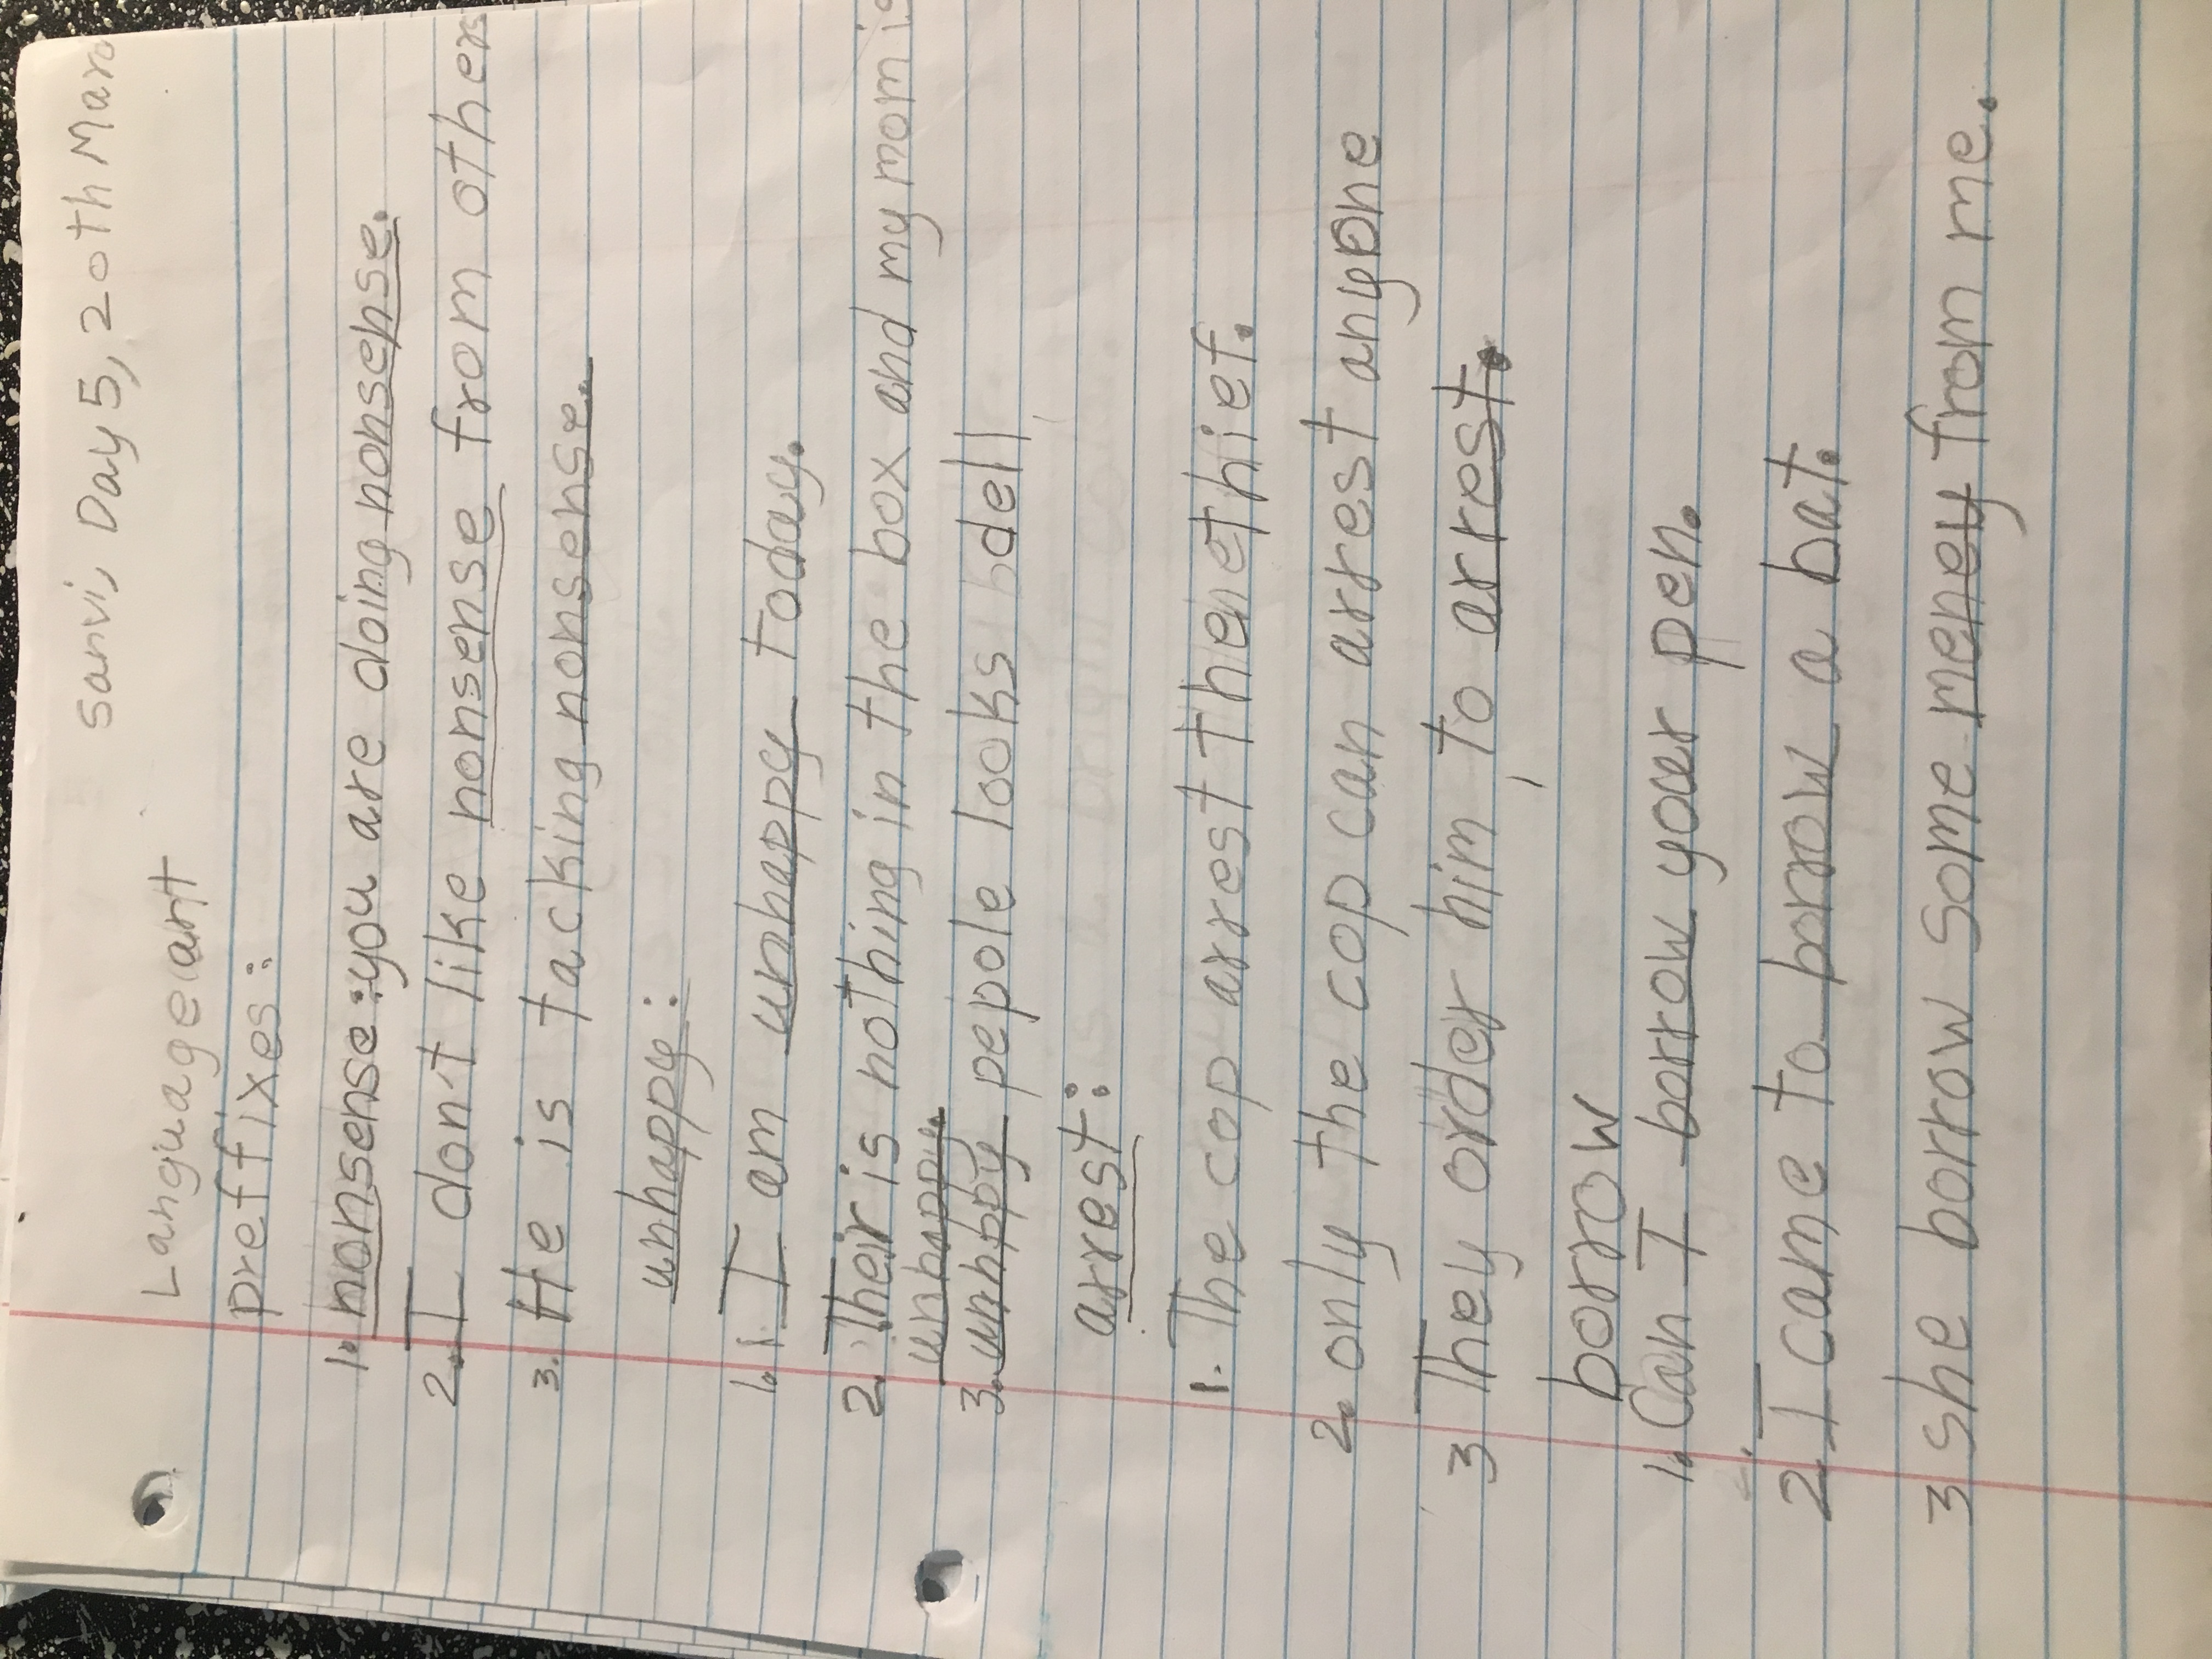 Sanvi, Day 5, 20th Marc
Language art
preffixes:
1. nonsense: you are doing nonsense.
2. I don't like nonsense from others
3. He is tacking nonsense.
unhappy:
1. 1. I am unhappy today.
2. Their is nothing in the box and my mom is
unhappy.
3. unhppy pepole looks dell
arrest:
1. The cop arrest the thief.
2. only the cop can arrest anyone
3 They order him, to arrest.
borrow
1. Can I borrow your pen.
2. I came to borrow a bat.
3 she borrow some meney from me.